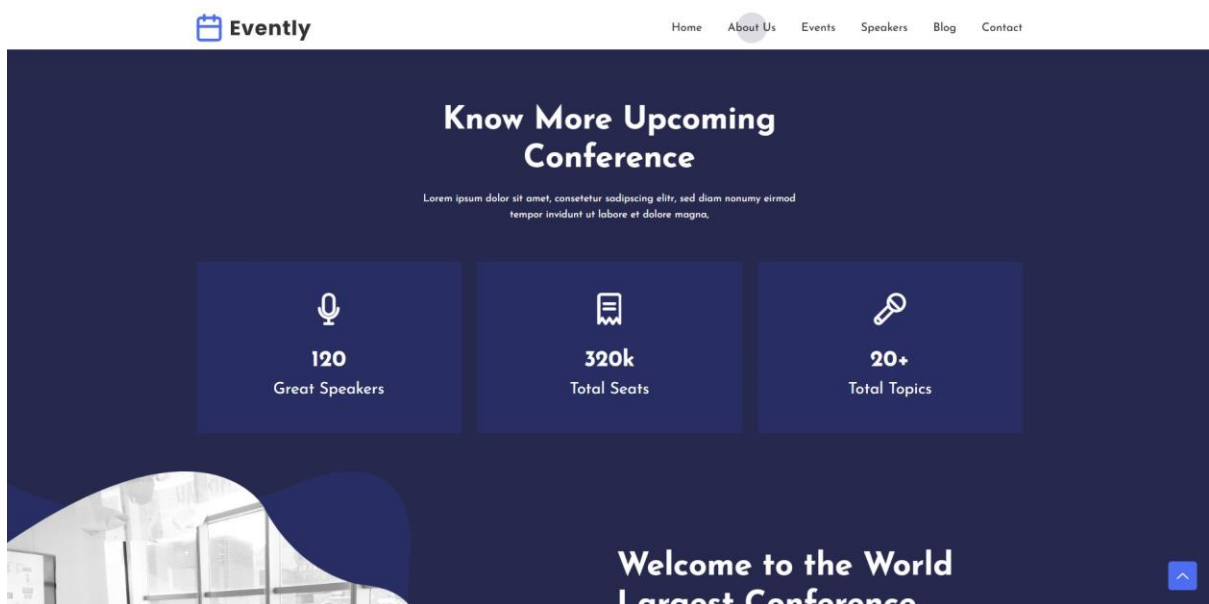 Evently
Home About Us Events Speakers Blog Contact
Know More Upcoming
Conference
Lorem ipsum dolor sit amet, consetetur sadipscing elitr, sed diam nonumy eirmod
tempor invidunt ut labore et dolore magna,
120
Great Speakers
320k
Total Seats
20+
Total Topics
Welcome to the World
Largest Conference